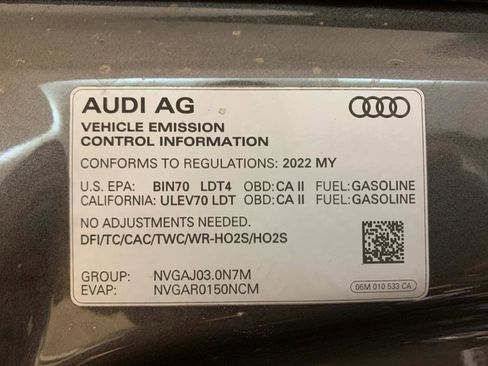 AUDI AG
VEHICLE EMISSION
CONTROL INFORMATION
CONFORMS TO REGULATIONS: 2022 MY
U.S. EPA: BIN70 LDT4 OBD: CA II FUEL: GASOLINE
CALIFORNIA: ULEV70 LDT OBD: CA II FUEL: GASOLINE
NO ADJUSTMENTS NEEDED.
DFI/TC/CAC/TWC/WR-HO2S/HO2S
GROUP: NVGAJ03.0N7M
EVAP: NVGAR0150NCM
06M 010 533 CA